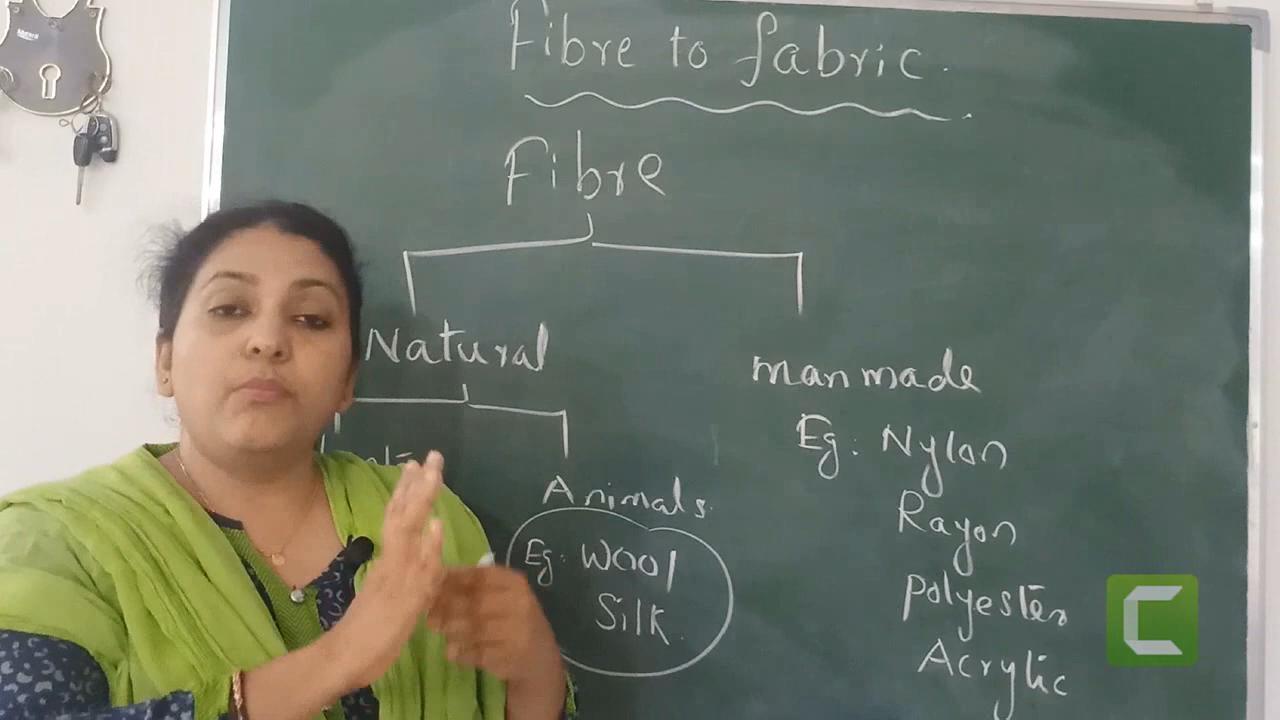 Fibre to fabric.
Fibre
Natural
manmade
Animals
Eg: Wool
Silk
Eg: Nylon
Rayon
Polyester
Acrylic